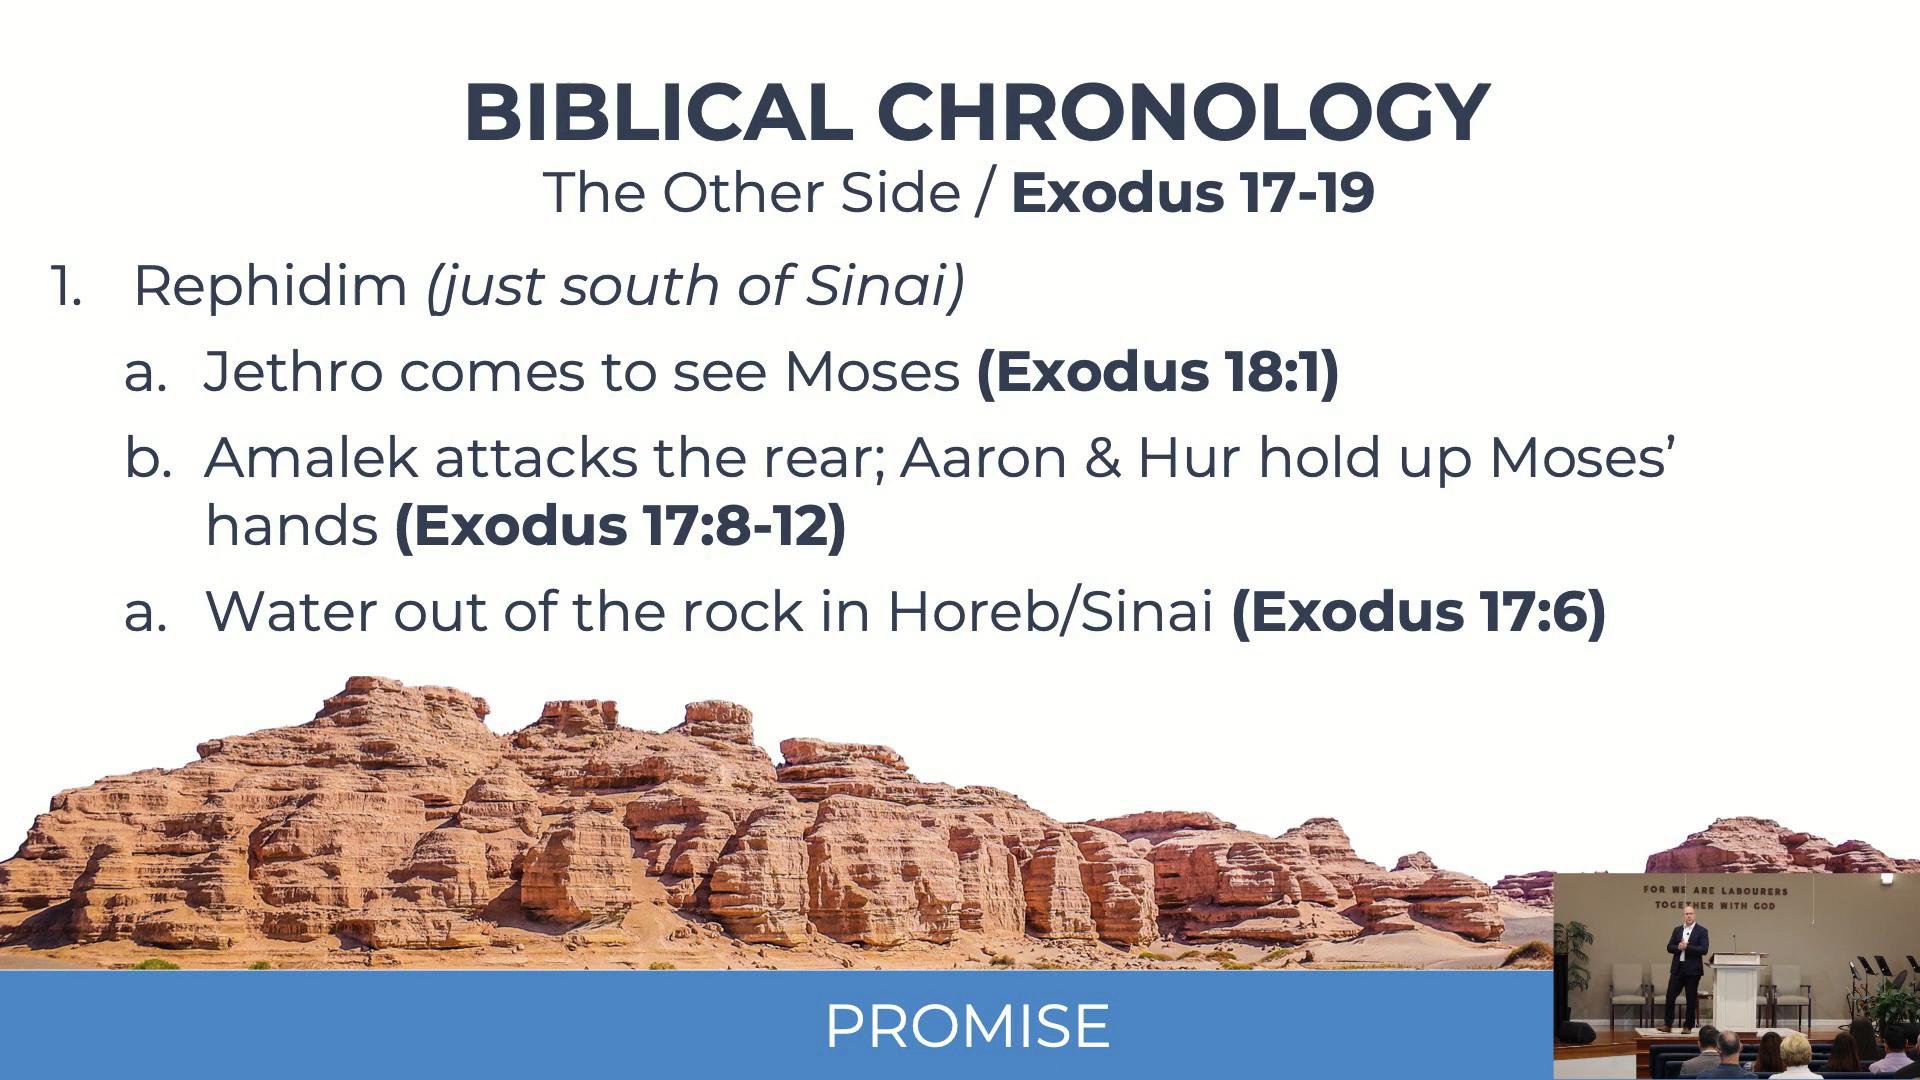 BIBLICAL CHRONOLOGY
The Other Side / Exodus 17-19
1. Rephidim (just south of Sinai)
a. Jethro comes to see Moses (Exodus 18:1)
b. Amalek attacks the rear; Aaron & Hur hold up Moses’
hands (Exodus 17:8-12)
a. Water out of the rock in Horeb/Sinai (Exodus 17:6)
PROMISE
FOR WE ARE LABOURERS
TOGETHER WITH GOD